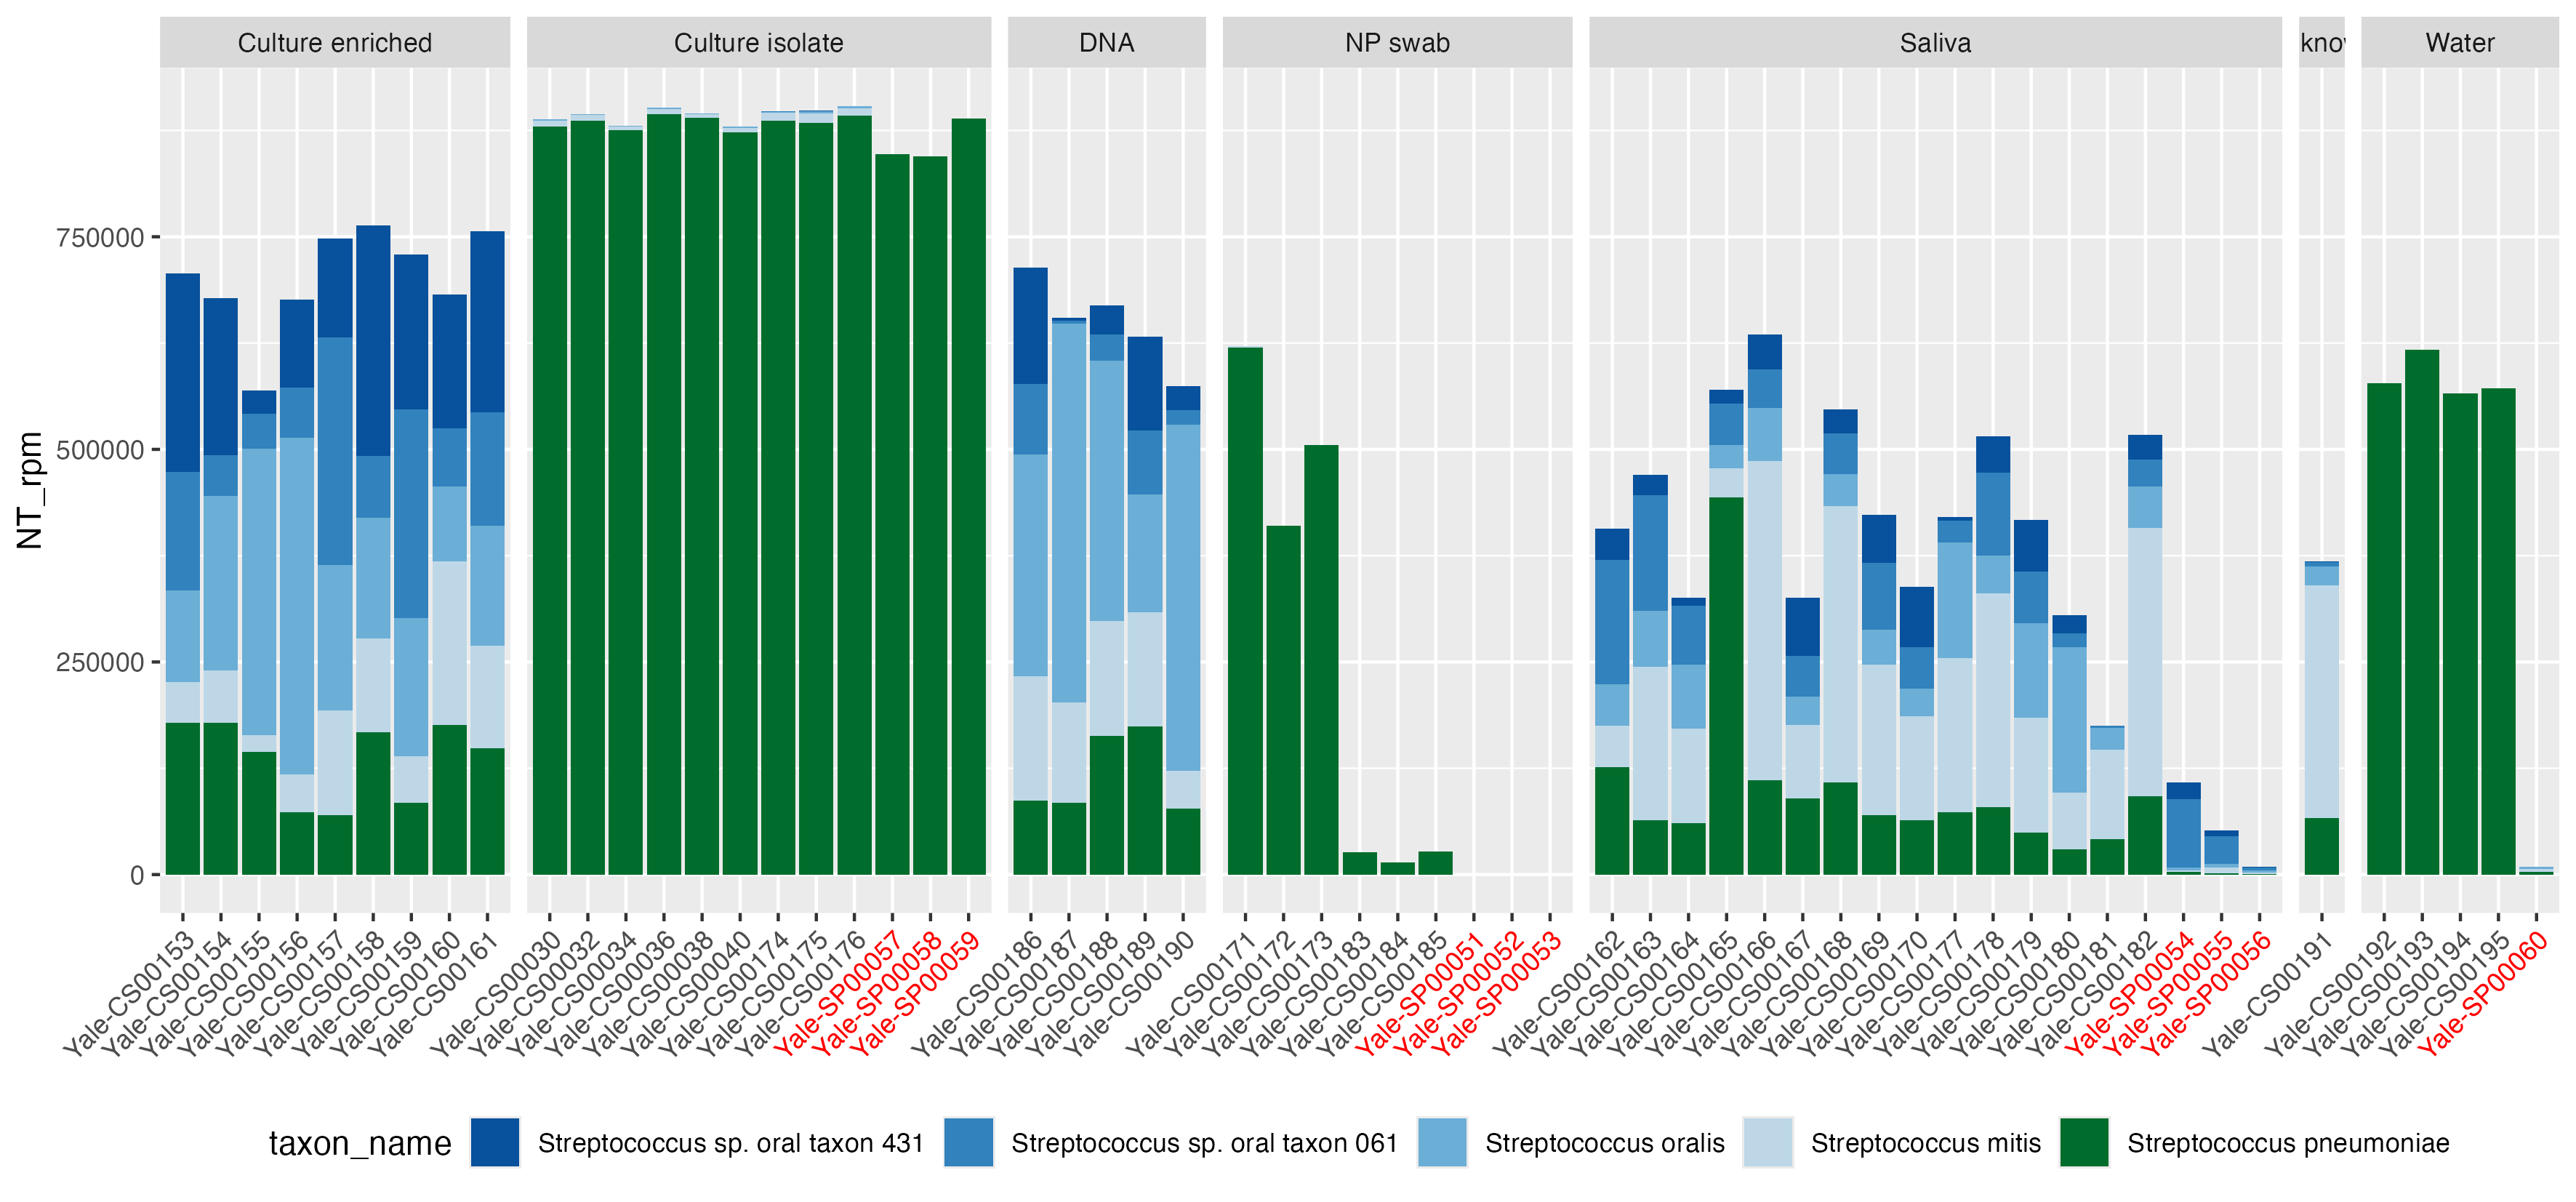 Culture enriched
Culture isolate
DNA
NP swab
Saliva
know
Water
NT_rpm
750000
500000
250000
0
Yale-CS00153
Yale-CS00154
Yale-CS00155
Yale-CS00156
Yale-CS00157
Yale-CS00158
Yale-CS00159
Yale-CS00160
Yale-CS00161
Yale-CS00030
Yale-CS00032
Yale-CS00034
Yale-CS00036
Yale-CS00038
Yale-CS00040
Yale-CS00174
Yale-CS00175
Yale-CS00176
Yale-SP00057
Yale-SP00058
Yale-SP00059
Yale-CS00186
Yale-CS00187
Yale-CS00188
Yale-CS00189
Yale-CS00190
Yale-CS00171
Yale-CS00172
Yale-CS00173
Yale-CS00183
Yale-CS00184
Yale-CS00185
Yale-SP00051
Yale-SP00052
Yale-SP00053
Yale-CS00162
Yale-CS00163
Yale-CS00164
Yale-CS00165
Yale-CS00166
Yale-CS00167
Yale-CS00168
Yale-CS00169
Yale-CS00170
Yale-CS00177
Yale-CS00178
Yale-CS00179
Yale-CS00180
Yale-CS00181
Yale-CS00182
Yale-SP00054
Yale-SP00055
Yale-SP00056
Yale-CS00191
Yale-CS00192
Yale-CS00193
Yale-CS00194
Yale-CS00195
Yale-SP00060
taxon_name
Streptococcus sp. oral taxon 431
Streptococcus sp. oral taxon 061
Streptococcus oralis
Streptococcus mitis
Streptococcus pneumoniae